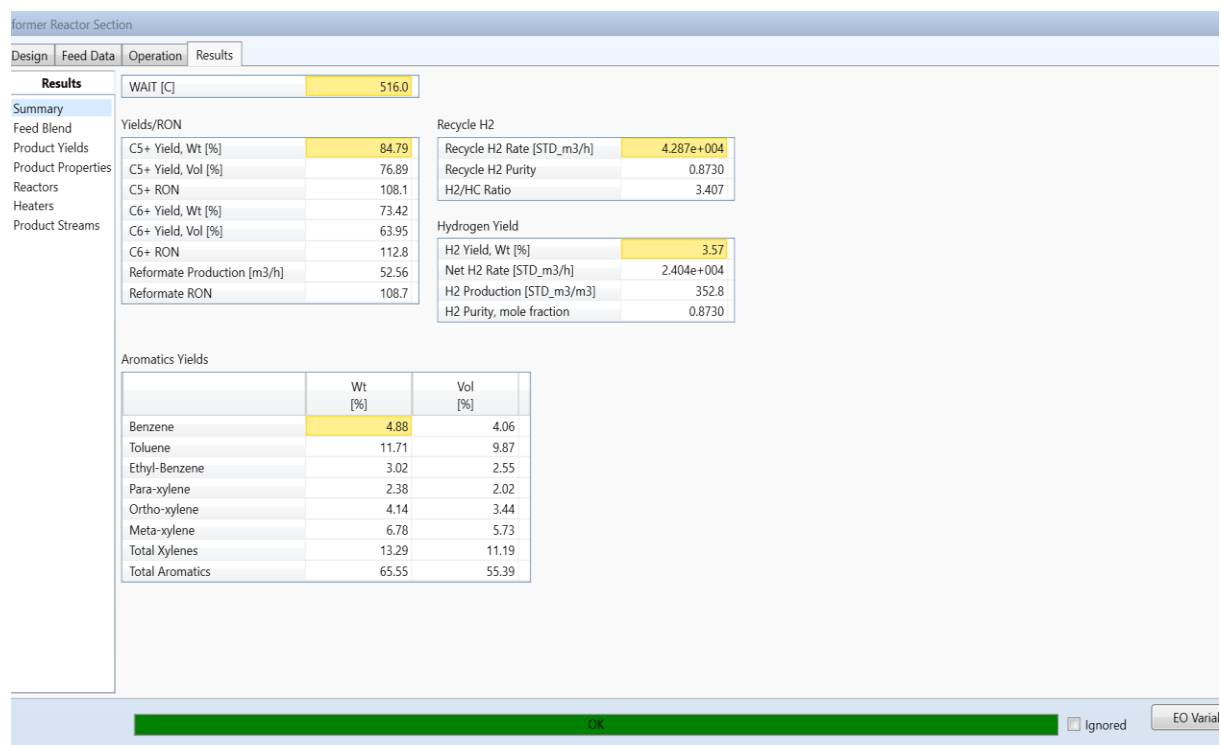 former Reactor Section
Design Feed Data Operation Results
Results
Summary
Feed Blend
Product Yields
Product Properties
Reactors
Heaters
Product Streams
WAIT [C] 516.0
Yields/RON
C5+ Yield, Wt [%] 84.79
C5+ Yield, Vol [%] 76.89
C5+ RON 108.1
C6+ Yield, Wt [%] 73.42
C6+ Yield, Vol [%] 63.95
C6+ RON 112.8
Reformate Production [m3/h] 52.56
Reformate RON 108.7
Recycle H2
Recycle H2 Rate [STD_m3/h] 4.287e+004
Recycle H2 Purity 0.8730
H2/HC Ratio 3.407
Hydrogen Yield
H2 Yield, Wt [%] 3.57
Net H2 Rate [STD_m3/h] 2.404e+004
H2 Production [STD_m3/m3] 352.8
H2 Purity, mole fraction 0.8730
Aromatics Yields
Wt [%] Vol [%]
Benzene 4.88 4.06
Toluene 11.71 9.87
Ethyl-Benzene 3.02 2.55
Para-xylene 2.38 2.02
Ortho-xylene 4.14 3.44
Meta-xylene 6.78 5.73
Total Xylenes 13.29 11.19
Total Aromatics 65.55 55.39
OK
Ignored
EO Varial